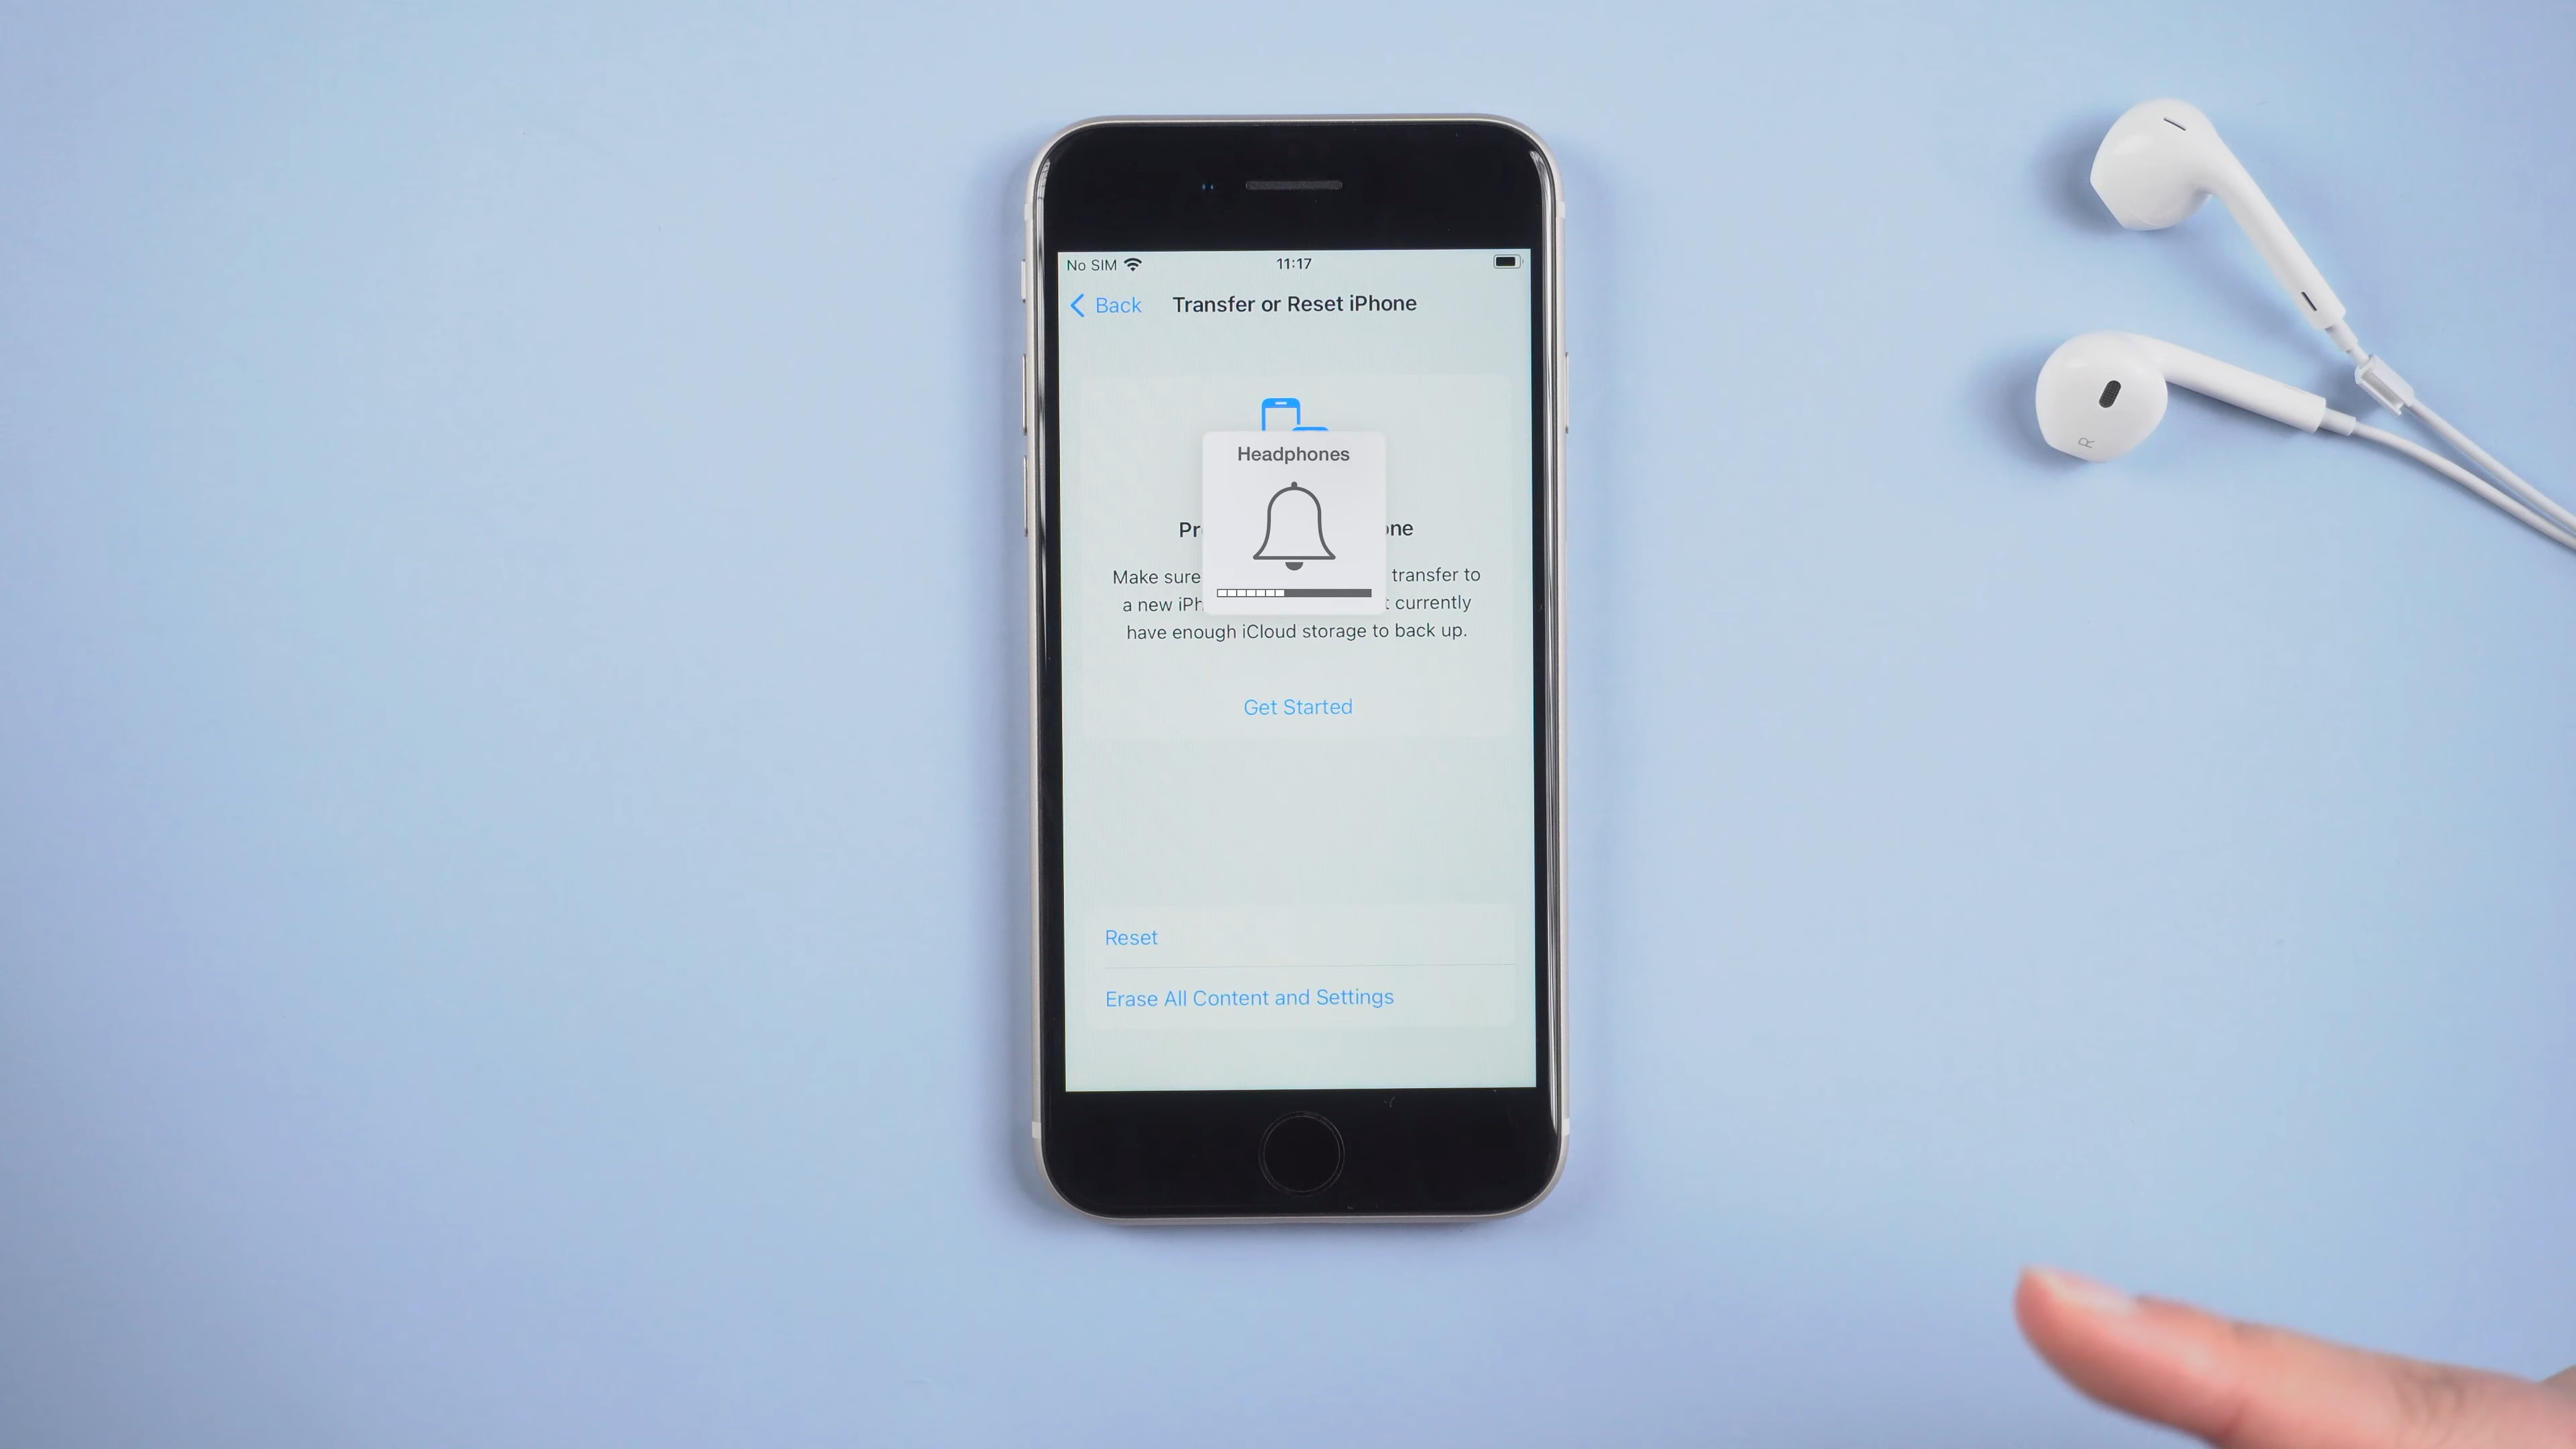 No SIM 11:17
Back Transfer or Reset iPhone
Headphones
Pr ne
Make sure transfer to
a new iPh currently
have enough iCloud storage to back up.
Get Started
Reset
Erase All Content and Settings
R